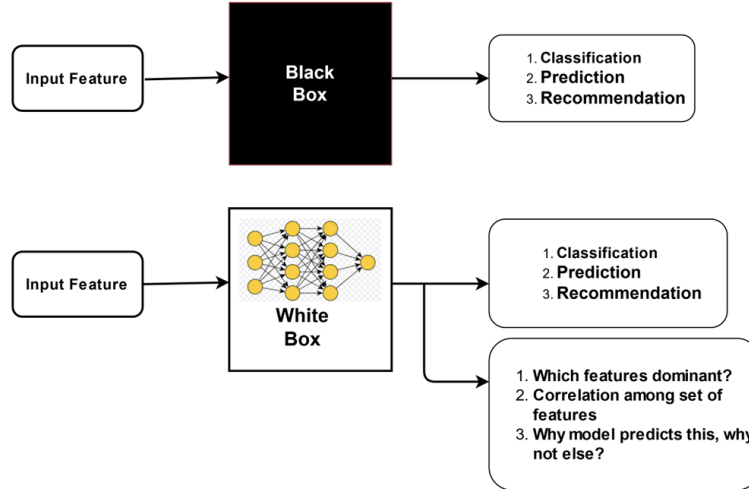 Input Feature
Black
Box
1. Classification
2. Prediction
3. Recommendation
Input Feature
White
Box
1. Classification
2. Prediction
3. Recommendation
1. Which features dominant?
2. Correlation among set of
features
3. Why model predicts this, why
not else?